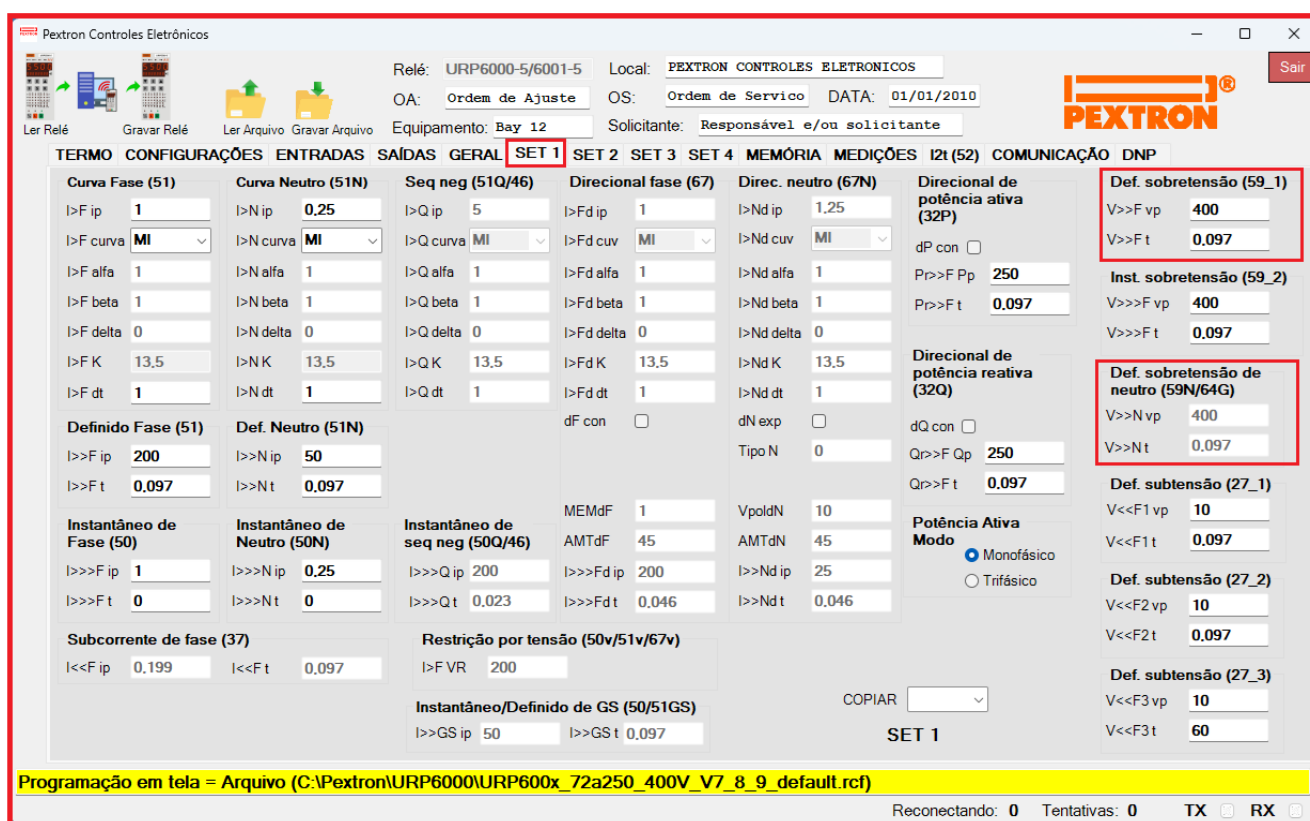 Pextron Controles Eletrônicos
Sair
Relé: URP6000-5/6001-5 Local: PEXTRON CONTROLES ELETRONICOS
OA: Ordem de Ajuste OS: Ordem de Servico DATA: 01/01/2010
Equipamento: Bay 12 Solicitante: Responsável e/ou solicitante
Ler Relé Gravar Relé Ler Arquivo Gravar Arquivo
PEXTRON®
TERMO CONFIGURAÇÕES ENTRADAS SAÍDAS GERAL SET 1 SET 2 SET 3 SET 4 MEMÓRIA MEDIÇÕES I2t (52) COMUNICAÇÃO DNP
Curva Fase (51)
I>F ip 1
I>F curva MI
I>F alfa 1
I>F beta 1
I>F delta 0
I>F K 13,5
I>F dt 1
Definido Fase (51)
I>>F ip 200
I>>F t 0,097
Instantâneo de
Fase (50)
I>>>F ip 1
I>>>F t 0
Curva Neutro (51N)
I>N ip 0,25
I>N curva MI
I>N alfa 1
I>N beta 1
I>N delta 0
I>N K 13,5
I>N dt 1
Def. Neutro (51N)
I>>N ip 50
I>>N t 0,097
Instantâneo de
Neutro (50N)
I>>>N ip 0,25
I>>>N t 0
Subcorrente de fase (37)
I<<F ip 0,199 I<<F t 0,097
Seq neg (51Q/46)
I>Q ip 5
I>Q curva MI
I>Q alfa 1
I>Q beta 1
I>Q delta 0
I>Q K 13,5
I>Q dt 1
Instantâneo de
seq neg (50Q/46)
I>>>Q ip 200
I>>>Q t 0,023
Direcional fase (67)
I>Fd ip 1
I>Fd cuv MI
I>Fd alfa 1
I>Fd beta 1
I>Fd delta 0
I>Fd K 13,5
I>Fd dt 1
dF con
MEMdF 1
AMTdF 45
I>>>Fd ip 200
I>>>Fd t 0,046
Restrição por tensão (50v/51v/67v)
I>F VR 200
Instantâneo/Definido de GS (50/51GS)
I>>GS ip 50 I>>GS t 0,097
Direc. neutro (67N)
I>Nd ip 1,25
I>Nd cuv MI
I>Nd alfa 1
I>Nd beta 1
I>Nd delta 0
I>Nd K 13,5
I>Nd dt 1
dN exp
Tipo N 0
VpoldN 10
AMTdN 45
I>>Nd ip 25
I>>Nd t 0,046
Direcional de
potência ativa
(32P)
dP con
Pr>>F Pp 250
Pr>>F t 0,097
Direcional de
potência reativa
(32Q)
dQ con
Qr>>F Qp 250
Qr>>F t 0,097
Potência Ativa
Modo
Monofásico
Trifásico
COPIAR
SET 1
Def. sobretensão (59_1)
V>>F vp 400
V>>F t 0,097
Inst. sobretensão (59_2)
V>>>F vp 400
V>>>F t 0,097
Def. sobretensão de
neutro (59N/64G)
V>>N vp 400
V>>N t 0,097
Def. subtensão (27_1)
V<<F1 vp 10
V<<F1 t 0,097
Def. subtensão (27_2)
V<<F2 vp 10
V<<F2 t 0,097
Def. subtensão (27_3)
V<<F3 vp 10
V<<F3 t 60
Programação em tela = Arquivo (C:\Pextron\URP6000\URP600x_72a250_400V_V7_8_9_default.rcf)
Reconectando: 0 Tentativas: 0 TX RX